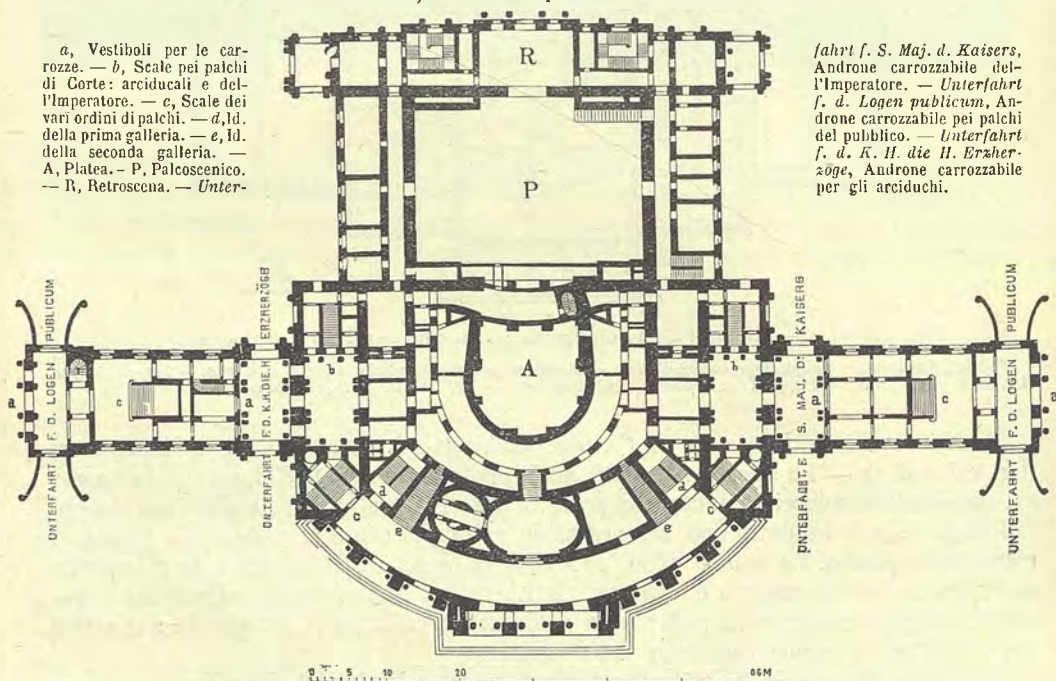 a, Vestiboli per le car-
rozze. — b, Scale pei palchi
di Corte: arciducali e del-
l'Imperatore. — c, Scale dei
vari ordini di palchi. — d, Id.
della prima galleria. — e, Id.
della seconda galleria. —
A, Platea. – P, Palcoscenico.
— R, Retroscena. — Unter-
fahrt f. S. Maj. d. Kaisers,
Androne carrozzabile del-
l'Imperatore. — Unterfahrt
f. d. Logen publicum, An-
drone carrozzabile pei palchi
del pubblico. — Unterfahrt
f. d. K. H. die H. Erzher-
zöge, Androne carrozzabile
per gli arciduchi.
R
P
A
UNTERFAHRT F. D. LOGEN PUBLICUM
UNTERFAHRT F. D. K.H. DIE.H ERZHERZÖGE
UNTERFAHRT. F. S. MAJ. D. KAISERS
UNTERFAHRT F. D. LOGEN PUBLICUM
a
c
a
b
h
c
a
d
d
c
e
e
c
0 5 10 20